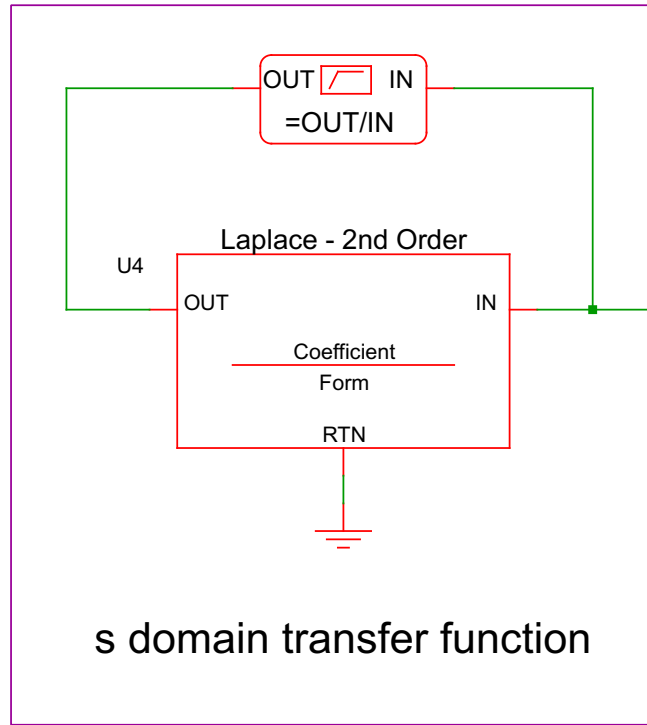 OUT IN
=OUT/IN
Laplace - 2nd Order
U4
OUT IN
Coefficient
Form
RTN
s domain transfer function